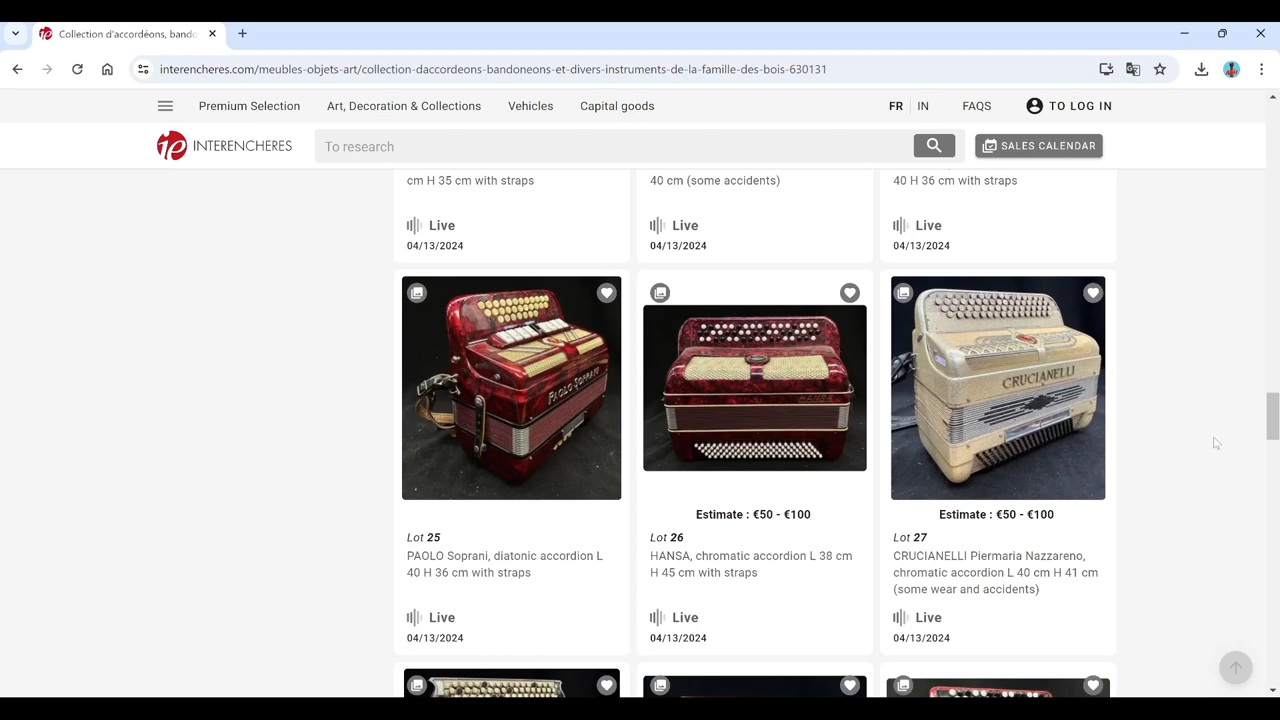 Collection d'accordéons, bando
interencheres.com/meubles-objets-art/collection-daccordeons-bandoneons-et-divers-instruments-de-la-famille-des-bois-630131
Premium Selection Art, Decoration & Collections Vehicles Capital goods FR IN FAQS TO LOG IN
INTERENCHERES To research SALES CALENDAR
cm H 35 cm with straps
40 cm (some accidents)
40 H 36 cm with straps
Live
04/13/2024
Live
04/13/2024
Live
04/13/2024
PAOLO SOPRANI
HANSA
CRUCIANELLI
Lot 25
PAOLO Soprani, diatonic accordion L
40 H 36 cm with straps
Live
04/13/2024
Estimate : €50 - €100
Lot 26
HANSA, chromatic accordion L 38 cm
H 45 cm with straps
Live
04/13/2024
Estimate : €50 - €100
Lot 27
CRUCIANELLI Piermaria Nazzareno,
chromatic accordion L 40 cm H 41 cm
(some wear and accidents)
Live
04/13/2024